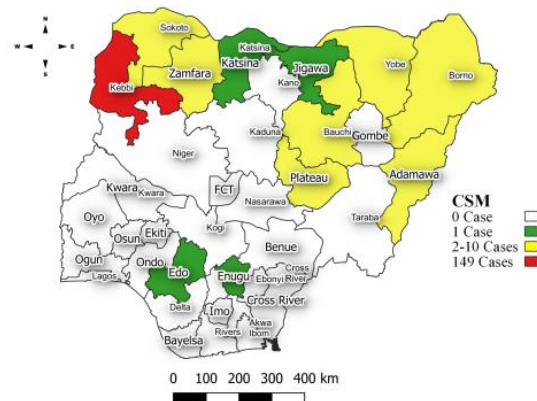 N
W E
S
Sokoto
Katsina
Katsina
Jigawa
Yobe
Borno
Kebbi
Zamfara
Kano
Kaduna
Bauchi
Gombe
Niger
Plateau
Adamawa
Kwara
Kwara
FCT
Nasarawa
Taraba
Oyo
Kogi
Osun
Ekiti
Benue
Ogun
Ondo
Edo
Enugu
Cross
Ebonyi River
Lagos
Cross River
Delta
Imo
Akwa
Ibom
Rivers
Bayelsa
CSM
0 Case
1 Case
2-10 Cases
149 Cases
0 100 200 300 400 km